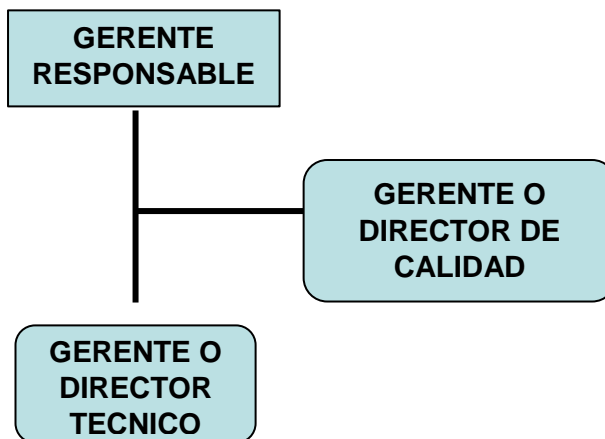 GERENTE
RESPONSABLE
GERENTE O
DIRECTOR DE
CALIDAD
GERENTE O
DIRECTOR
TECNICO